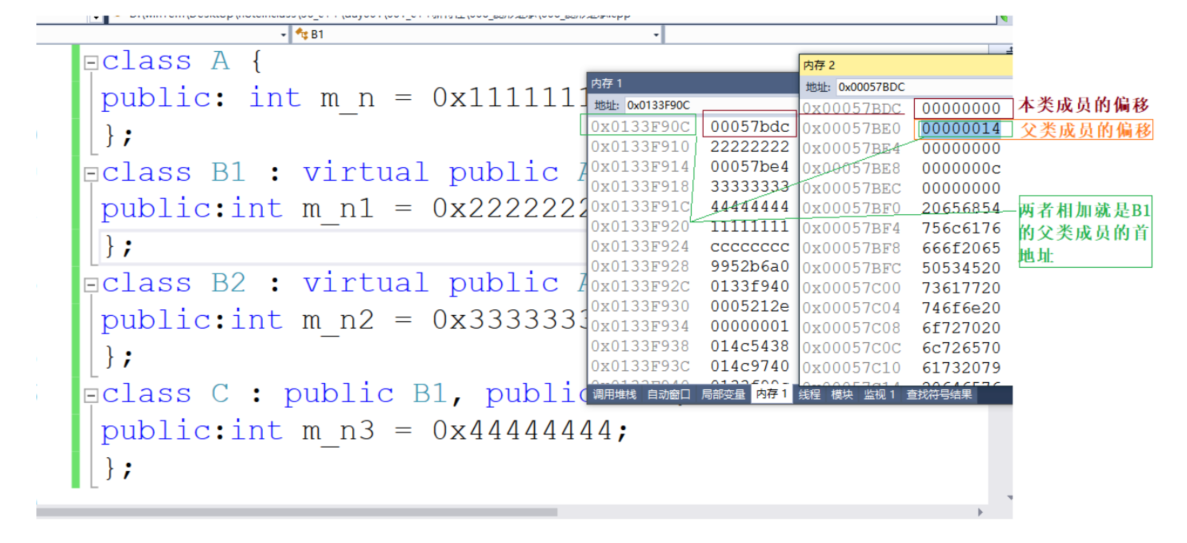 B1
class A {
public: int m_n = 0x1111111
};
class B1 : virtual public A
public:int m_n1 = 0x2222222
};
class B2 : virtual public A
public:int m_n2 = 0x3333333
};
class C : public B1, public
public:int m_n3 = 0x44444444;
};
内存 1
地址: 0x0133F90C
0x0133F90C 00057bdc
0x0133F910 22222222
0x0133F914 00057be4
0x0133F918 33333333
0x0133F91C 44444444
0x0133F920 11111111
0x0133F924 cccccccc
0x0133F928 9952b6a0
0x0133F92C 0133f940
0x0133F930 0005212e
0x0133F934 00000001
0x0133F938 014c5438
0x0133F93C 014c9740
调用堆栈 自动窗口 局部变量 内存 1 线程 模块 监视 1 查找符号结果
内存 2
地址: 0x00057BDC
0x00057BDC 00000000
0x00057BE0 00000014
0x00057BE4 00000000
0x00057BE8 0000000c
0x00057BEC 00000000
0x00057BF0 20656854
0x00057BF4 756c6176
0x00057BF8 666f2065
0x00057BFC 50534520
0x00057C00 73617720
0x00057C04 746f6e20
0x00057C08 6f727020
0x00057C0C 6c726570
0x00057C10 61732079
本类成员的偏移
父类成员的偏移
两者相加就是B1
的父类成员的首
地址